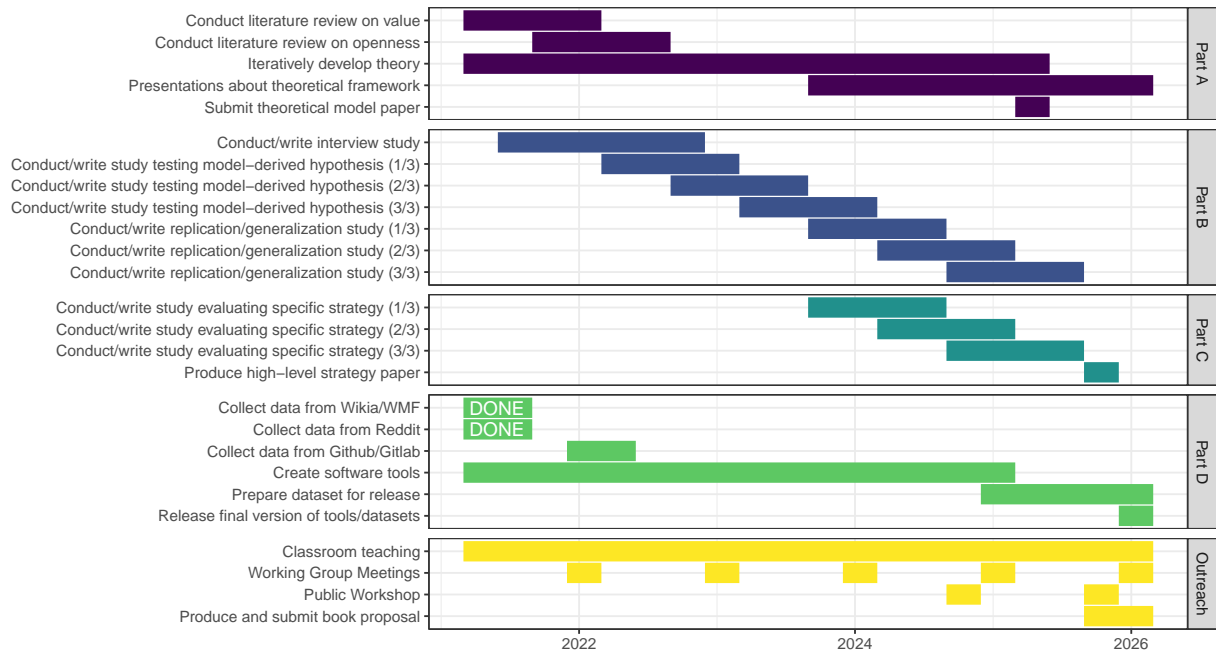 Conduct literature review on value
Conduct literature review on openness
Iteratively develop theory
Presentations about theoretical framework
Submit theoretical model paper
Part A
Conduct/write interview study
Conduct/write study testing model−derived hypothesis (1/3)
Conduct/write study testing model−derived hypothesis (2/3)
Conduct/write study testing model−derived hypothesis (3/3)
Conduct/write replication/generalization study (1/3)
Conduct/write replication/generalization study (2/3)
Conduct/write replication/generalization study (3/3)
Part B
Conduct/write study evaluating specific strategy (1/3)
Conduct/write study evaluating specific strategy (2/3)
Conduct/write study evaluating specific strategy (3/3)
Produce high−level strategy paper
Part C
Collect data from Wikia/WMF DONE
Collect data from Reddit DONE
Collect data from Github/Gitlab
Create software tools
Prepare dataset for release
Release final version of tools/datasets
Part D
Classroom teaching
Working Group Meetings
Public Workshop
Produce and submit book proposal
Outreach
2022 2024 2026